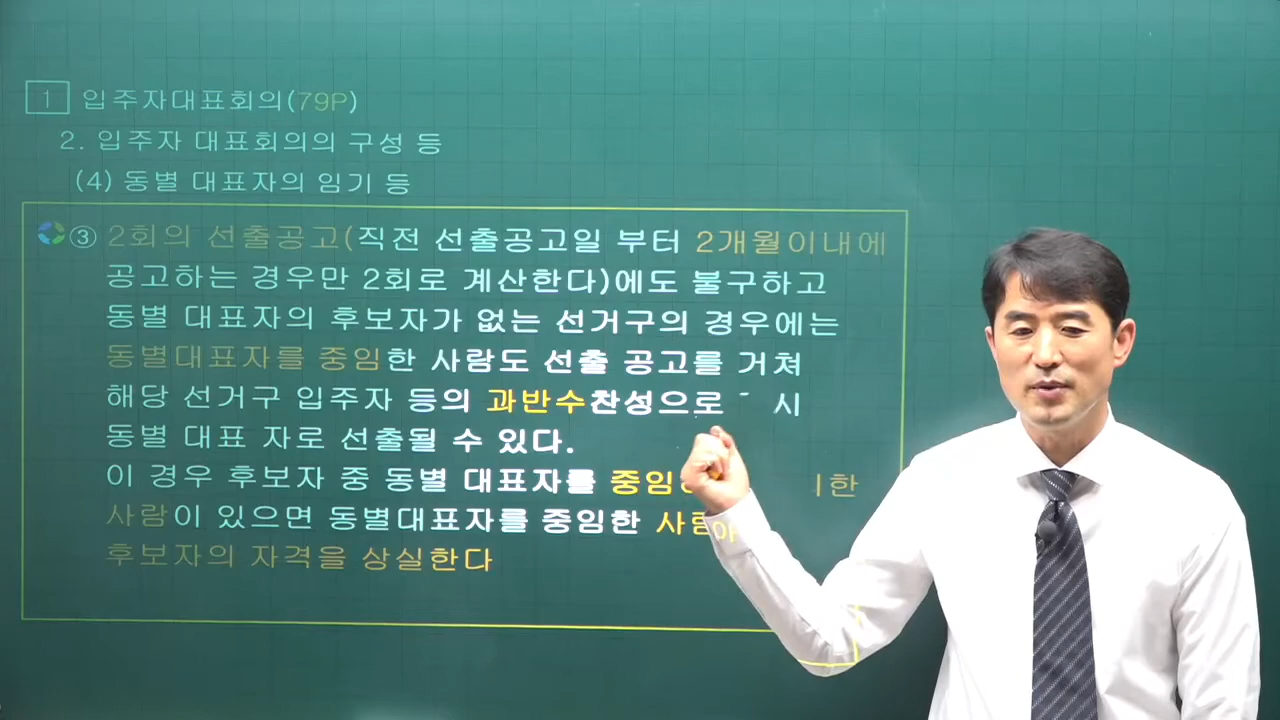 1 입주자대표회의(79P)
2. 입주자 대표회의의 구성 등
(4) 동별 대표자의 임기 등
③ 2회의 선출공고(직전 선출공고일 부터 2개월이내에
공고하는 경우만 2회로 계산한다)에도 불구하고
동별 대표자의 후보자가 없는 선거구의 경우에는
동별대표자를 중임한 사람도 선출 공고를 거쳐
해당 선거구 입주자 등의 과반수찬성으로 시
동별 대표 자로 선출될 수 있다.
이 경우 후보자 중 동별 대표자를 중임
사람이 있으면 동별대표자를 중임한 사람
후보자의 자격을 상실한다